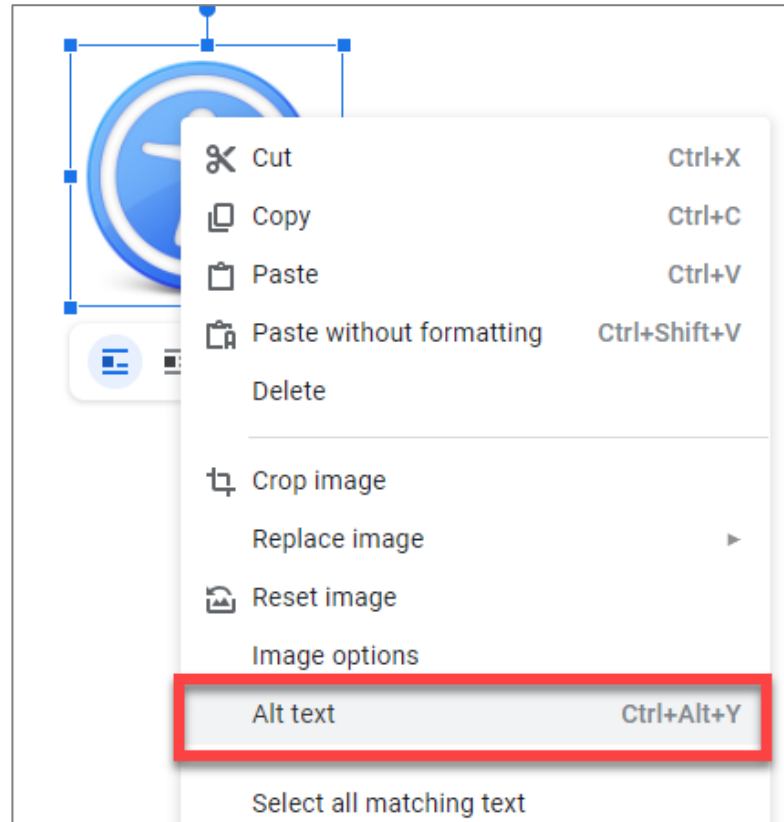 Cut Ctrl+X
Copy Ctrl+C
Paste Ctrl+V
Paste without formatting Ctrl+Shift+V
Delete
Crop image
Replace image
Reset image
Image options
Alt text Ctrl+Alt+Y
Select all matching text